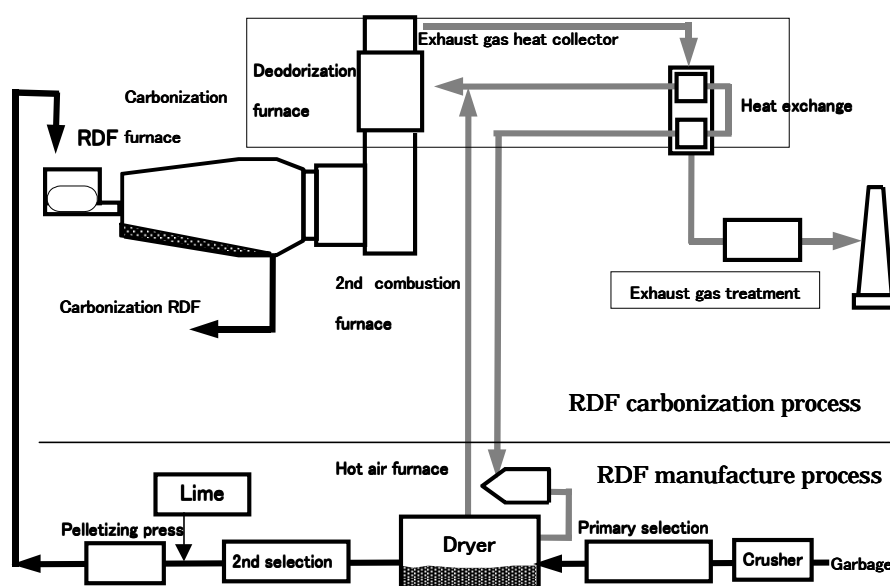 Exhaust gas heat collector
Deodorization
furnace
Carbonization
furnace
RDF
Heat exchange
2nd combustion
furnace
Exhaust gas treatment
Carbonization RDF
RDF carbonization process
Hot air furnace
RDF manufacture process
Lime
Pelletizing press
2nd selection
Dryer
Primary selection
Crusher
Garbage